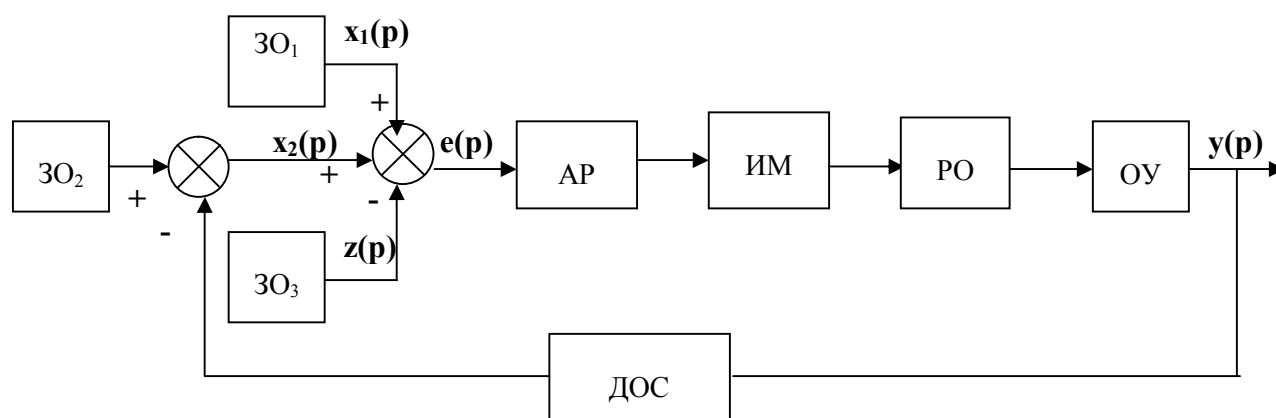 ЗО₁
x₁(p)
+
ЗО₂
x₂(p)
e(p)
АР
ИМ
РО
ОУ
y(p)
+
+
-
-
ЗО₃
z(p)
ДОС